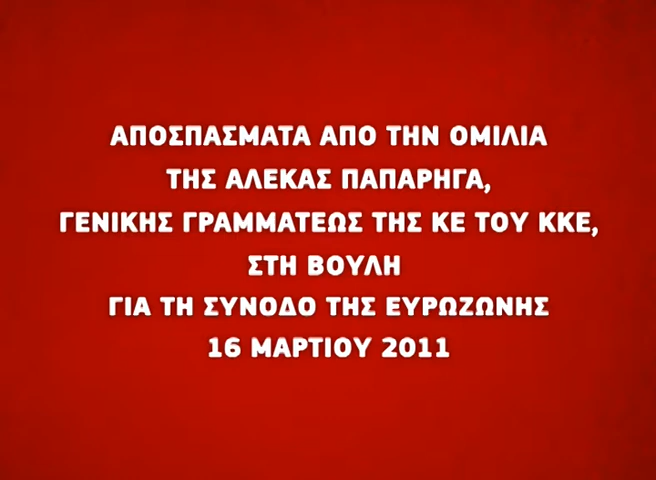 ΑΠΟΣΠΑΣΜΑΤΑ ΑΠΟ ΤΗΝ ΟΜΙΛΙΑ
ΤΗΣ ΑΛΕΚΑΣ ΠΑΠΑΡΗΓΑ,
ΓΕΝΙΚΗΣ ΓΡΑΜΜΑΤΕΩΣ ΤΗΣ ΚΕ ΤΟΥ ΚΚΕ,
ΣΤΗ ΒΟΥΛΗ
ΓΙΑ ΤΗ ΣΥΝΟΔΟ ΤΗΣ ΕΥΡΩΖΩΝΗΣ
16 ΜΑΡΤΙΟΥ 2011